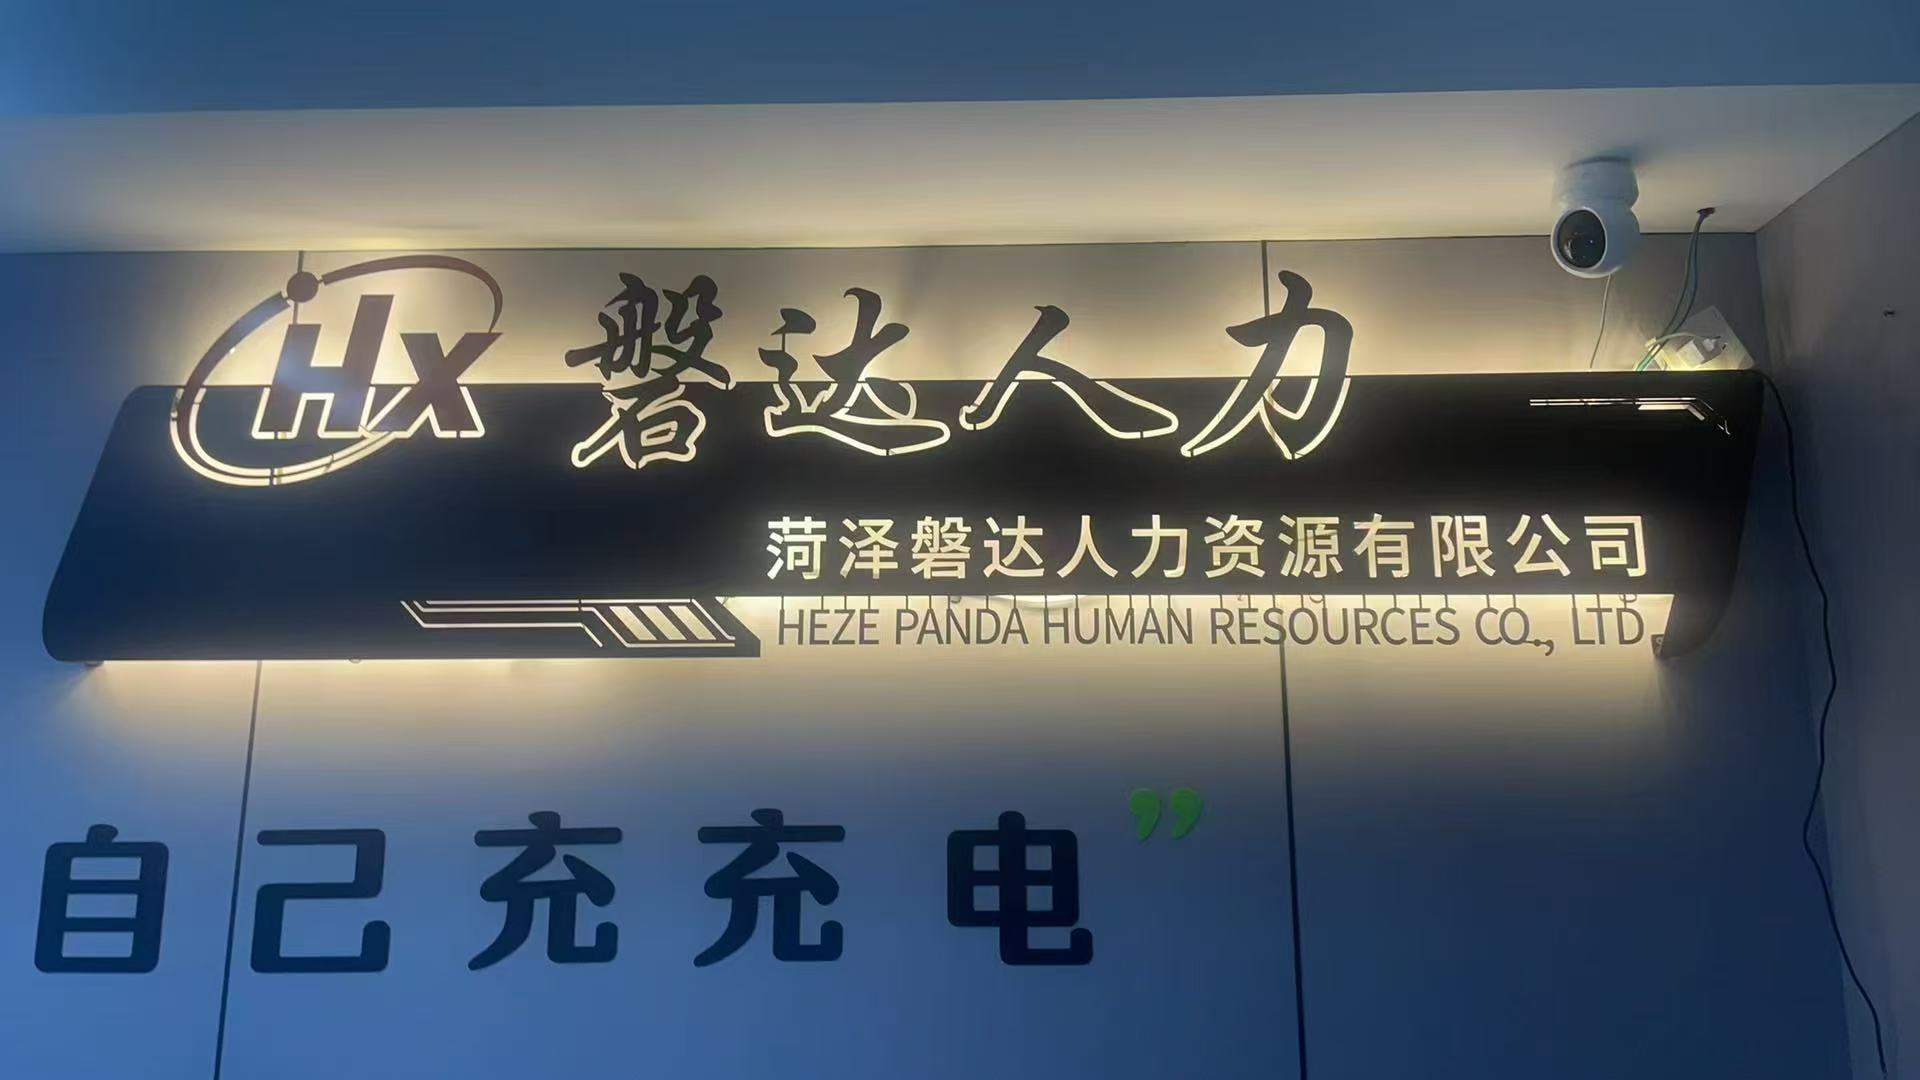 Hx 磐达人力
菏泽磐达人力资源有限公司
HEZE PANDA HUMAN RESOURCES CO., LTD
自己充充电”